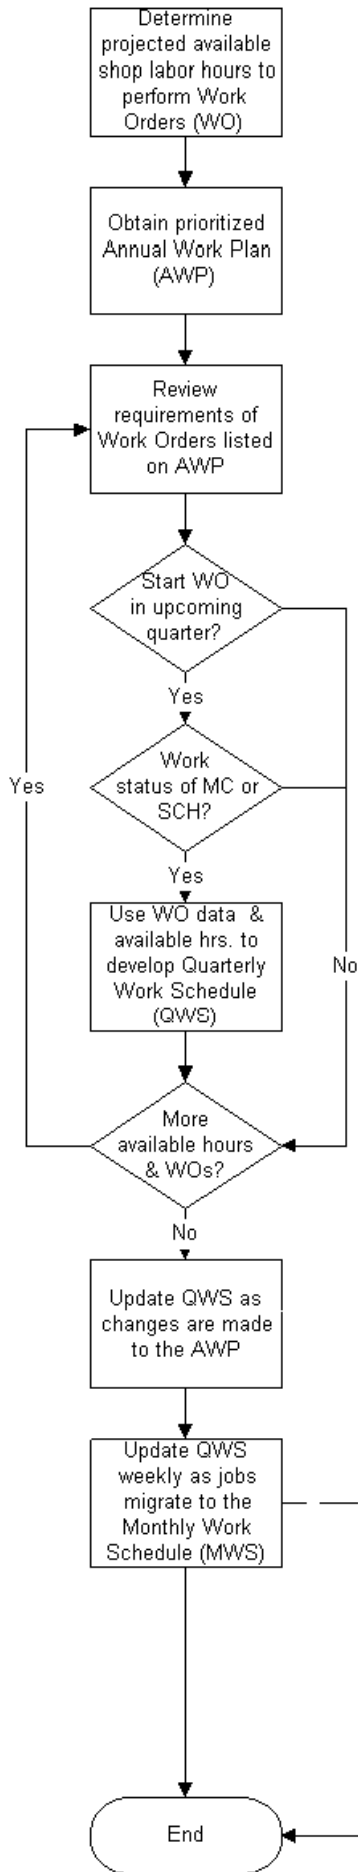 Determine
projected available
shop labor hours to
perform Work
Orders (WO)
Obtain prioritized
Annual Work Plan
(AWP)
Review
requirements of
Work Orders listed
on AWP
Start WO
in upcoming
quarter?
Yes
Work
status of MC or
SCH?
Yes
Yes
Use WO data & 
available hrs. to
develop Quarterly
Work Schedule
(QWS)
No
More
available hours
& WOs?
No
Update QWS as
changes are made
to the AWP
Update QWS
weekly as jobs
migrate to the
Monthly Work
Schedule (MWS)
End